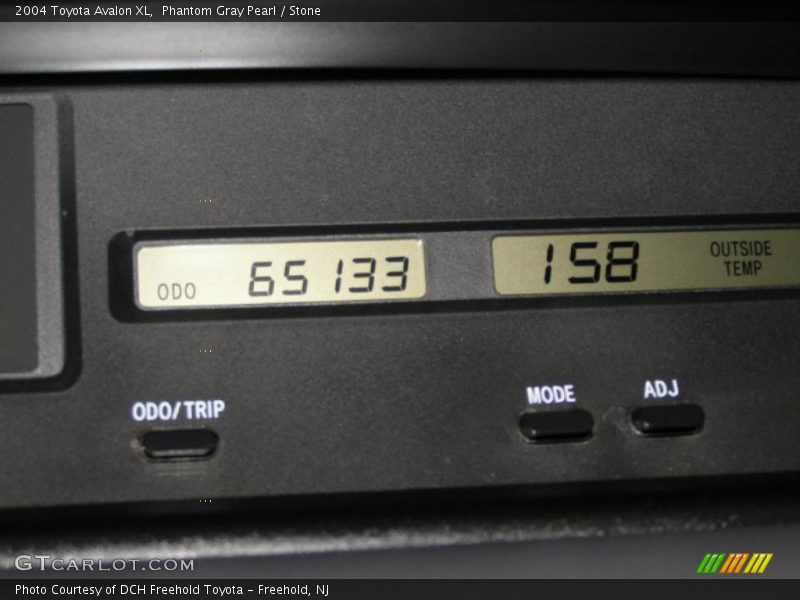 2004 Toyota Avalon XL, Phantom Gray Pearl / Stone
ODO 65133
158 OUTSIDE TEMP
ODO/TRIP
MODE
ADJ
GTCARLOT.COM
Photo Courtesy of DCH Freehold Toyota - Freehold, NJ